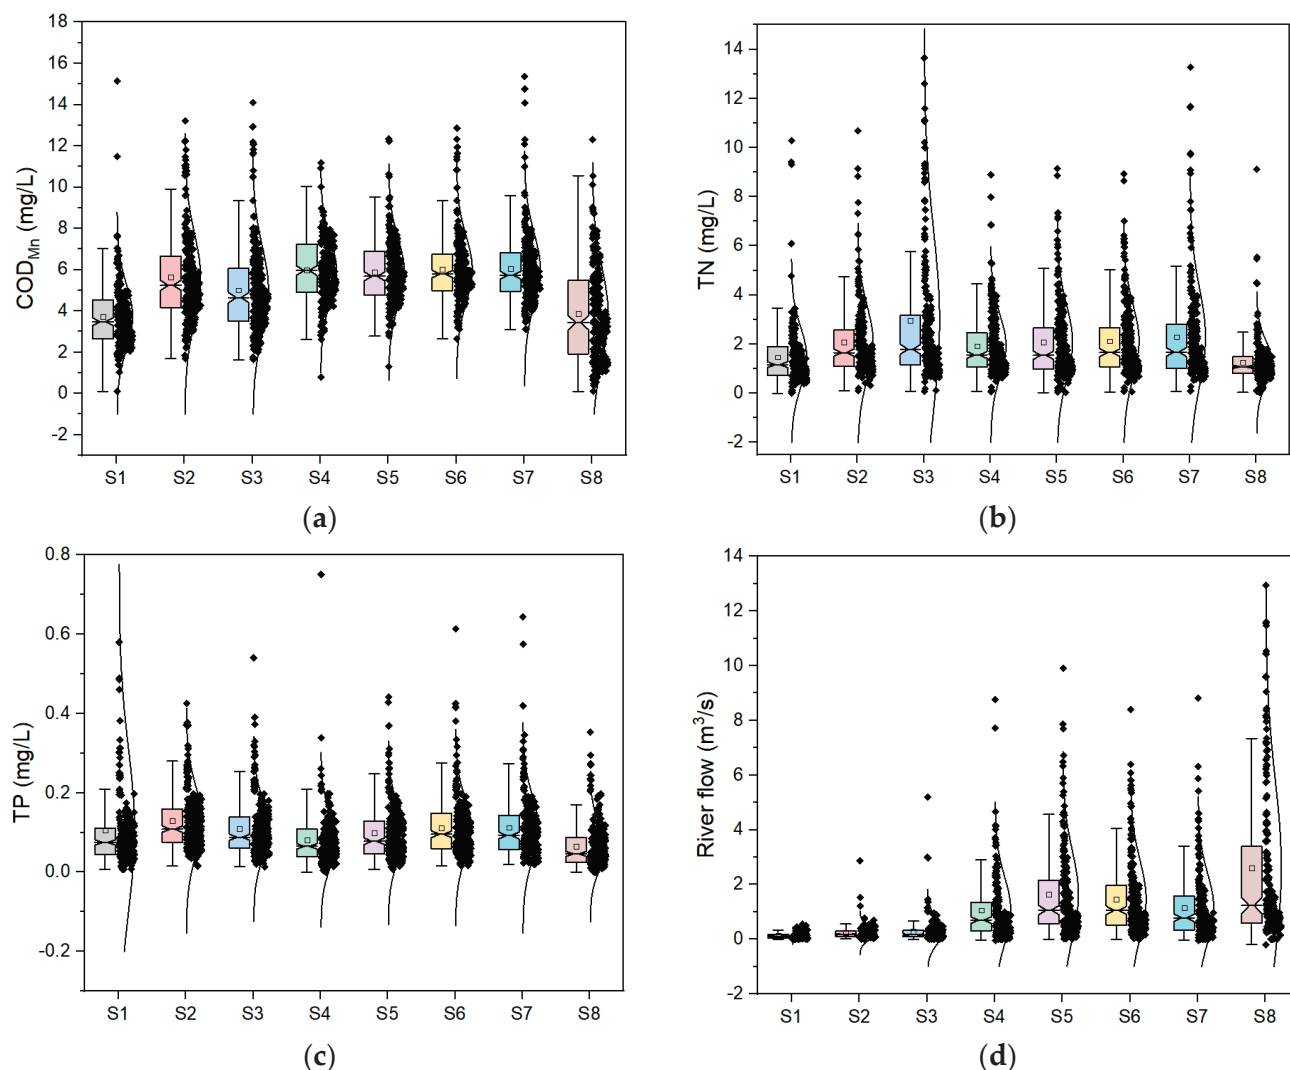 18
16
14
12
10
8
6
4
2
0
-2
COD_Mn (mg/L)
S1 S2 S3 S4 S5 S6 S7 S8
(a)
14
12
10
8
6
4
2
0
-2
TN (mg/L)
S1 S2 S3 S4 S5 S6 S7 S8
(b)
0.8
0.6
0.4
0.2
0.0
-0.2
TP (mg/L)
S1 S2 S3 S4 S5 S6 S7 S8
(c)
14
12
10
8
6
4
2
0
-2
River flow (m³/s)
S1 S2 S3 S4 S5 S6 S7 S8
(d)